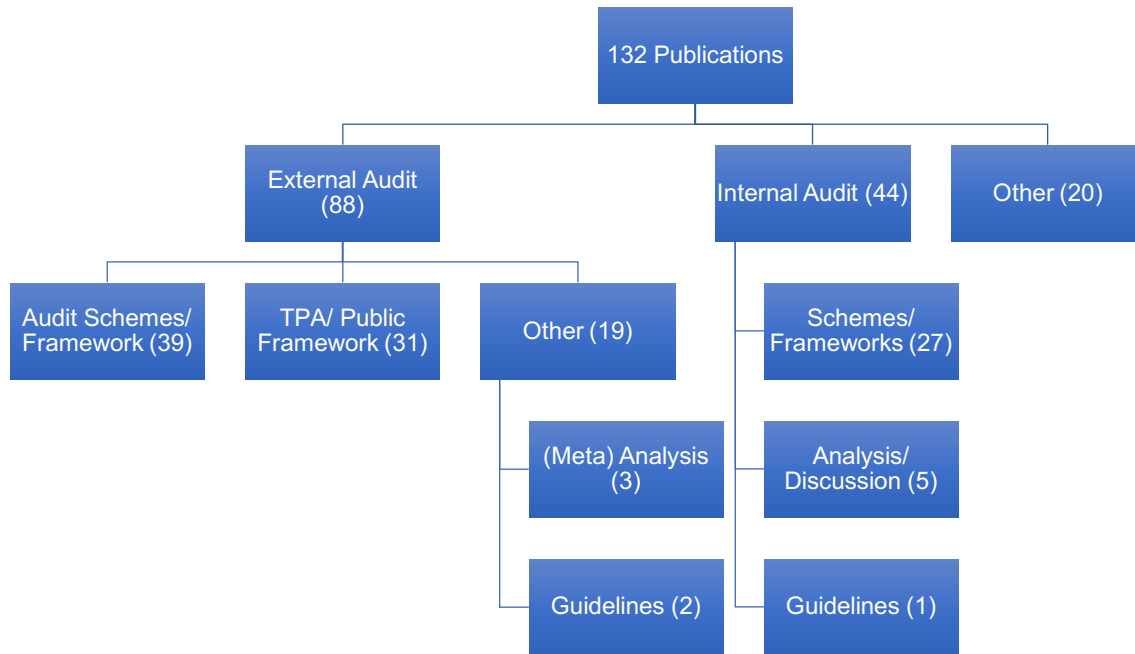 132 Publications
External Audit
(88)
Internal Audit (44)
Other (20)
Audit Schemes/
Framework (39)
TPA/ Public
Framework (31)
Other (19)
Schemes/
Frameworks (27)
(Meta) Analysis
(3)
Analysis/
Discussion (5)
Guidelines (2)
Guidelines (1)